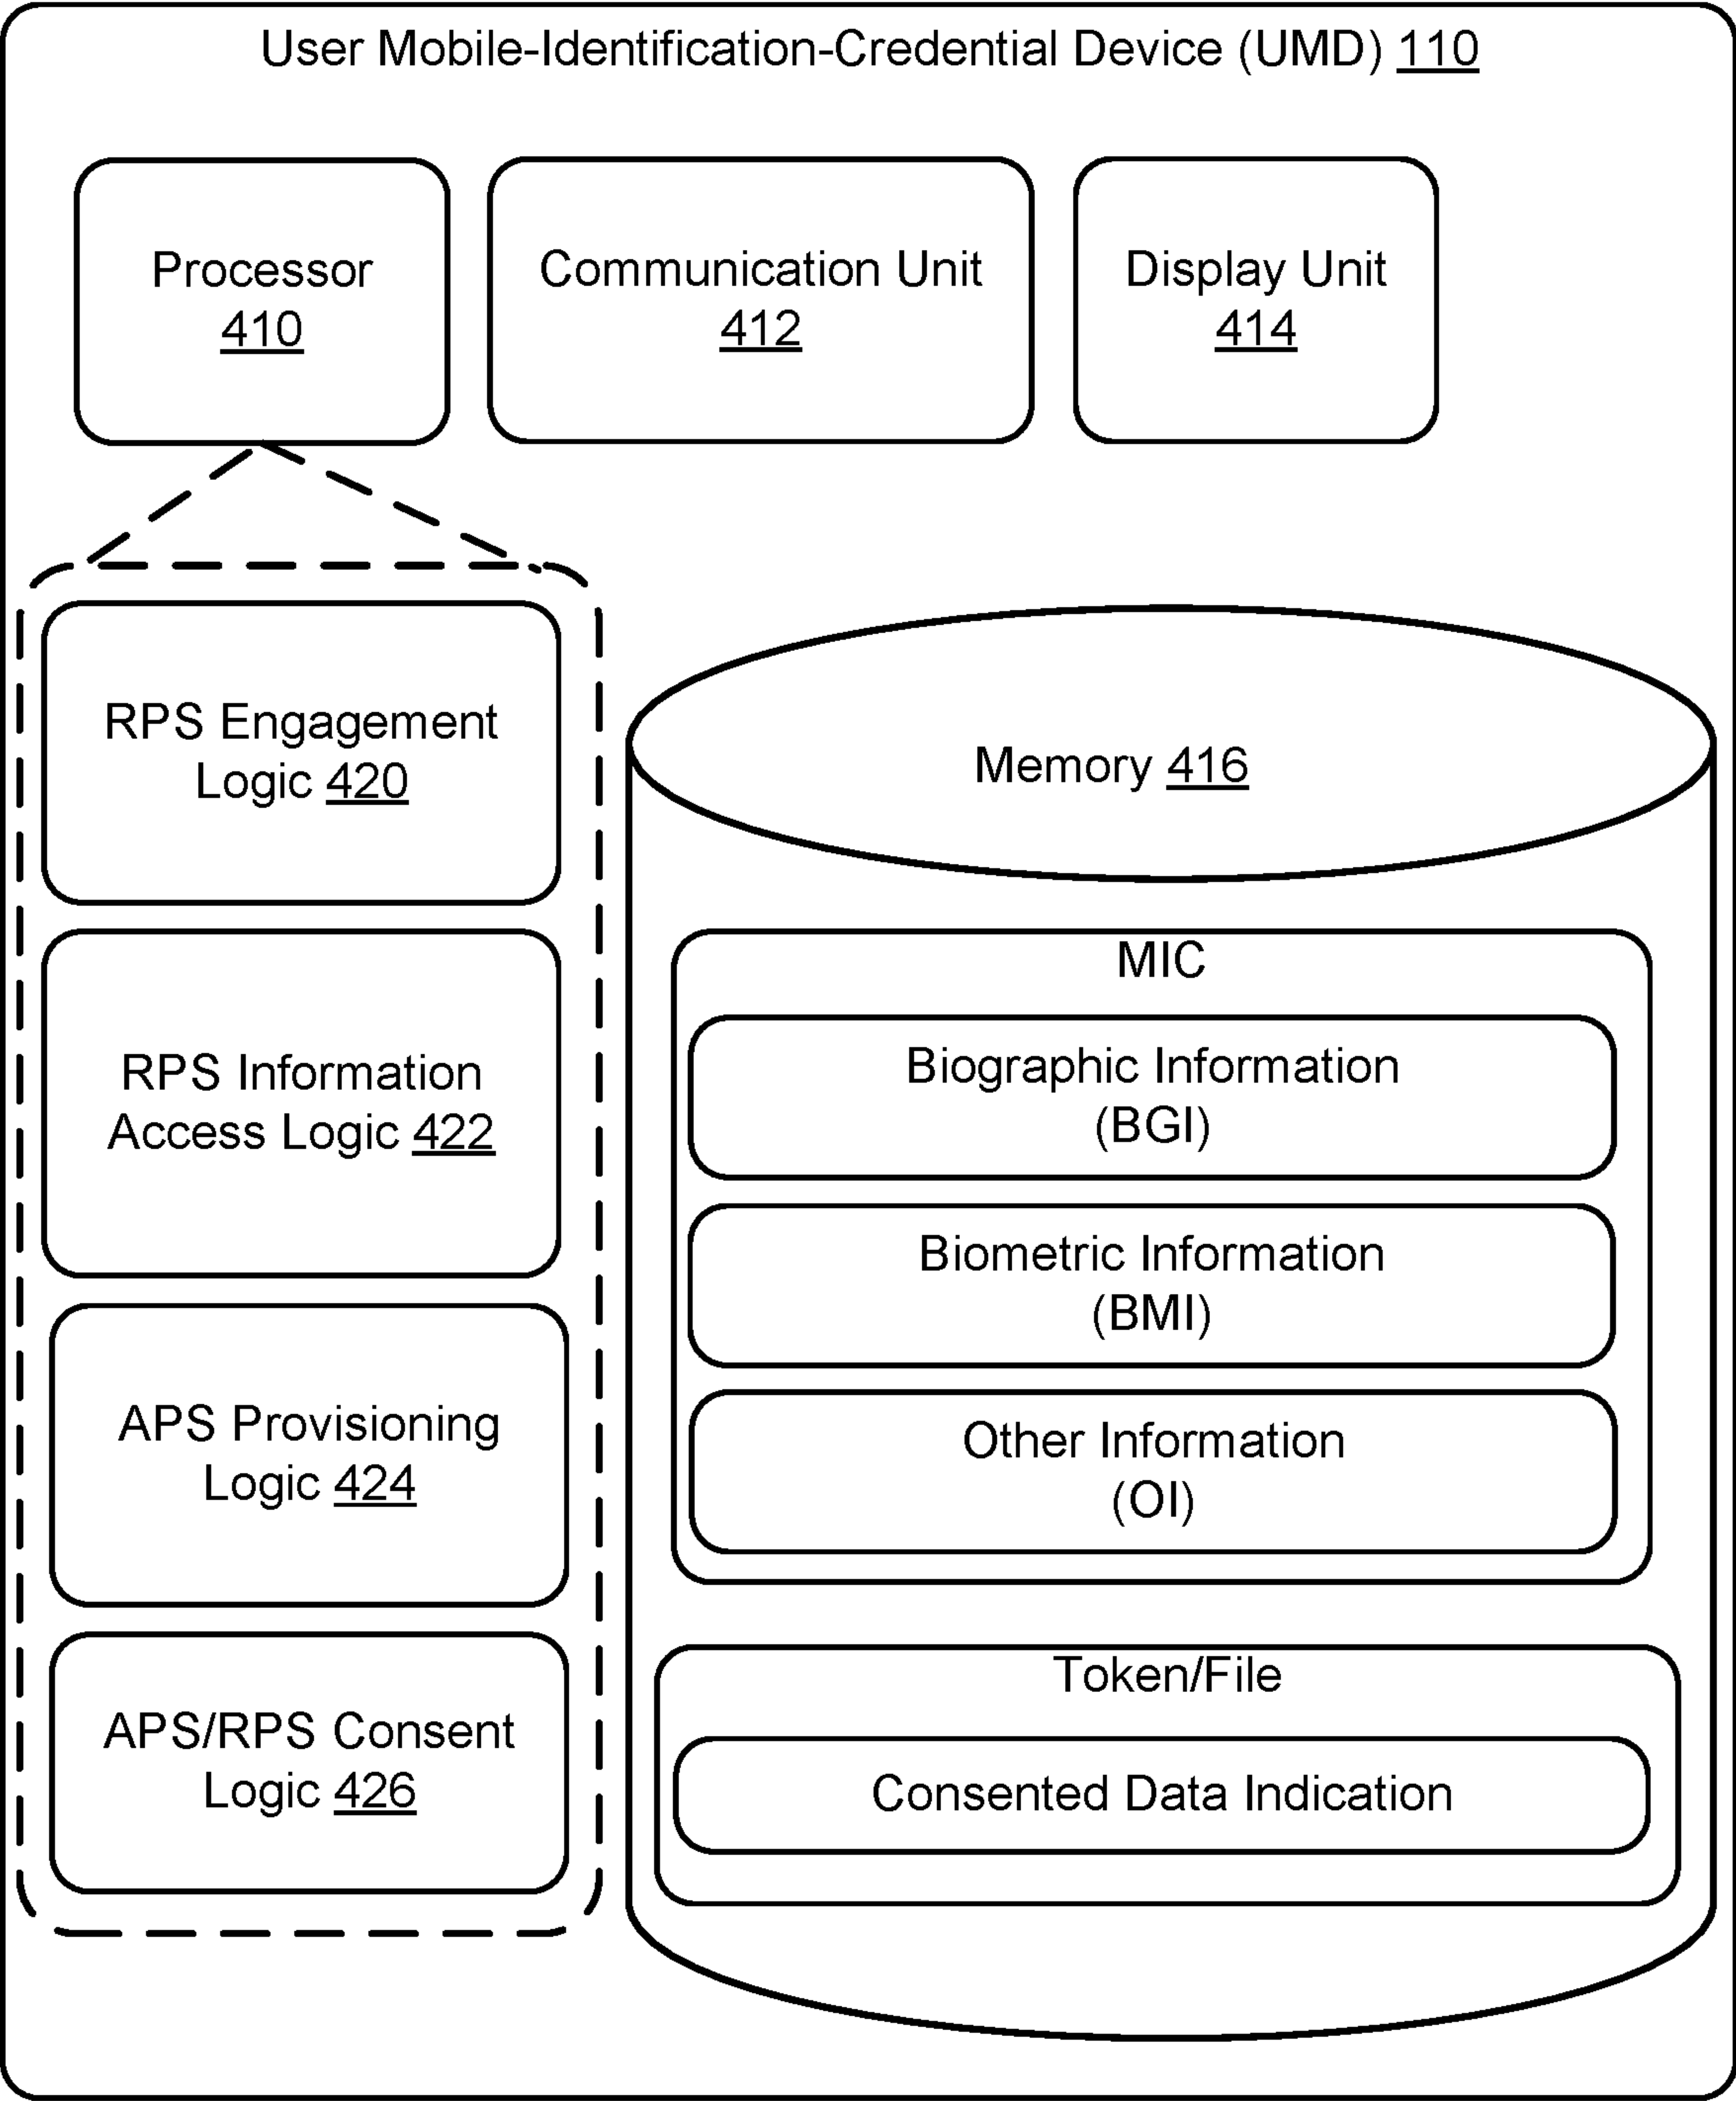 User Mobile-Identification-Credential Device (UMD) 110
Processor
410
Communication Unit
412
Display Unit
414
RPS Engagement
Logic 420
RPS Information
Access Logic 422
APS Provisioning
Logic 424
APS/RPS Consent
Logic 426
Memory 416
MIC
Biographic Information
(BGI)
Biometric Information
(BMI)
Other Information
(OI)
Token/File
Consented Data Indication